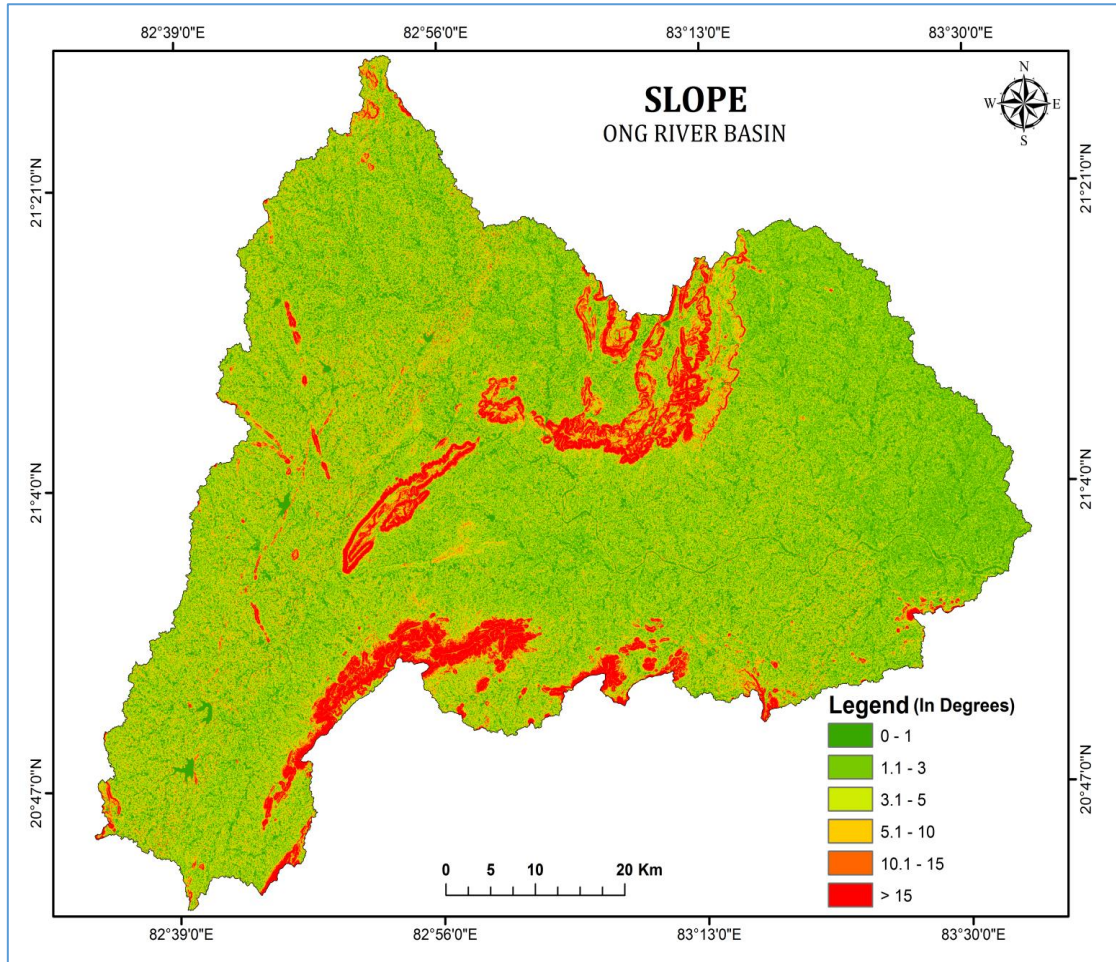 82°39'0"E 82°56'0"E 83°13'0"E 83°30'0"E
SLOPE
ONG RIVER BASIN
N
W E
S
21°21'0"N 21°21'0"N
21°4'0"N 21°4'0"N
20°47'0"N 20°47'0"N
Legend (In Degrees)
0 - 1
1.1 - 3
3.1 - 5
5.1 - 10
10.1 - 15
> 15
0 5 10 20 Km
82°39'0"E 82°56'0"E 83°13'0"E 83°30'0"E